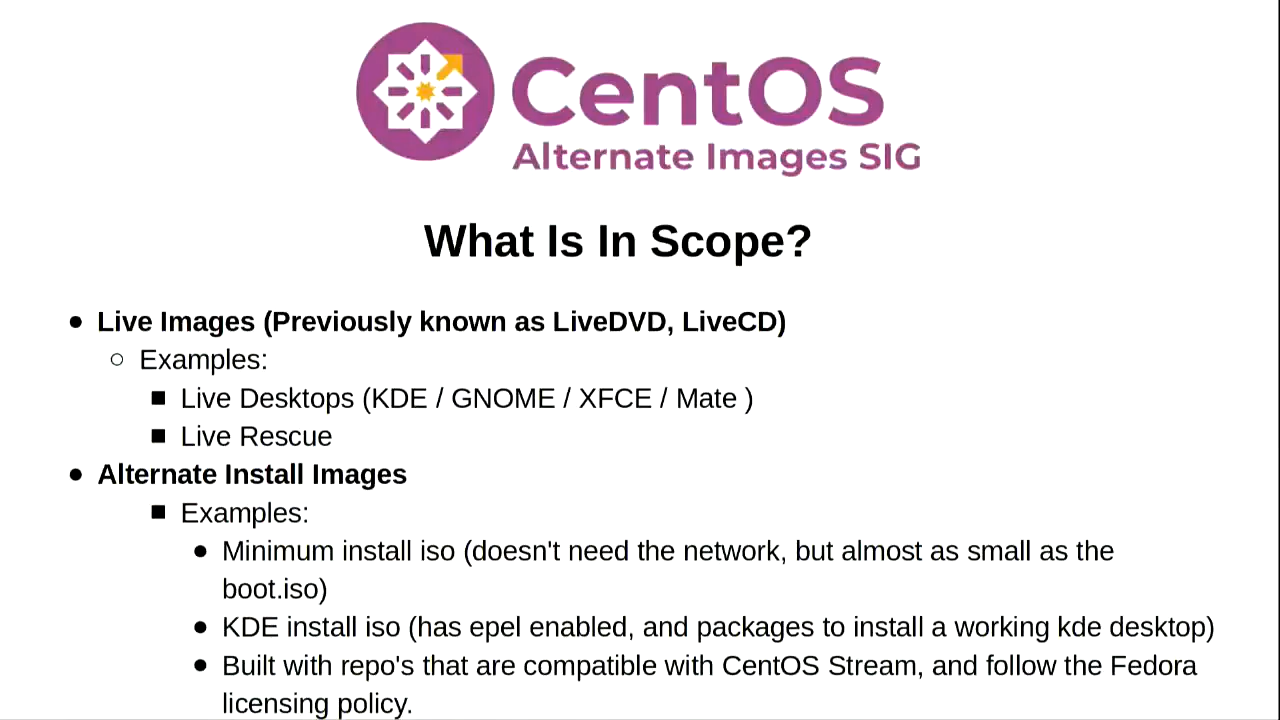 CentOS
Alternate Images SIG
What Is In Scope?
● Live Images (Previously known as LiveDVD, LiveCD)
○ Examples:
■ Live Desktops (KDE / GNOME / XFCE / Mate )
■ Live Rescue
● Alternate Install Images
■ Examples:
● Minimum install iso (doesn't need the network, but almost as small as the
boot.iso)
● KDE install iso (has epel enabled, and packages to install a working kde desktop)
● Built with repo's that are compatible with CentOS Stream, and follow the Fedora
licensing policy.